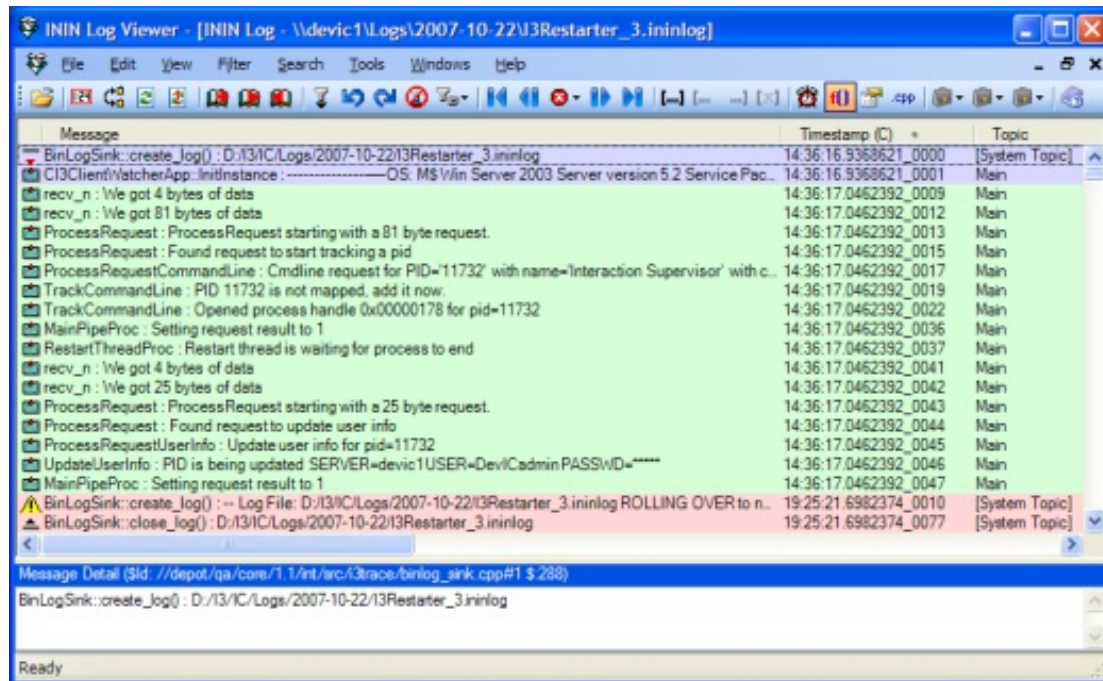 ININ Log Viewer - [ININ Log - \\devic1\Logs\2007-10-22\I3Restarter_3.ininlog]
File Edit View Filter Search Tools Windows Help
.cpp
Message Timestamp (C) Topic
BinLogSink::create_log() : D:/I3/IC/Logs/2007-10-22/I3Restarter_3.ininlog 14:36:16.9368621_0000 [System Topic]
CI3ClientWatcherApp::InitInstance : -------------------OS: M$ Win Server 2003 Server version 5.2 Service Pac... 14:36:16.9368621_0001 Main
recv_n : We got 4 bytes of data 14:36:17.0462392_0009 Main
recv_n : We got 81 bytes of data 14:36:17.0462392_0012 Main
ProcessRequest : ProcessRequest starting with a 81 byte request. 14:36:17.0462392_0013 Main
ProcessRequest : Found request to start tracking a pid 14:36:17.0462392_0015 Main
ProcessRequestCommandLine : Cmdline request for PID='11732' with name='Interaction Supervisor' with c... 14:36:17.0462392_0017 Main
TrackCommandLine : PID 11732 is not mapped, add it now. 14:36:17.0462392_0019 Main
TrackCommandLine : Opened process handle 0x00000178 for pid=11732 14:36:17.0462392_0022 Main
MainPipeProc : Setting request result to 1 14:36:17.0462392_0036 Main
RestartThreadProc : Restart thread is waiting for process to end 14:36:17.0462392_0037 Main
recv_n : We got 4 bytes of data 14:36:17.0462392_0041 Main
recv_n : We got 25 bytes of data 14:36:17.0462392_0042 Main
ProcessRequest : ProcessRequest starting with a 25 byte request. 14:36:17.0462392_0043 Main
ProcessRequest : Found request to update user info 14:36:17.0462392_0044 Main
ProcessRequestUserInfo : Update user info for pid=11732 14:36:17.0462392_0045 Main
UpdateUserInfo : PID is being updated SERVER=devic1USER=DevICadmin PASSWD=***** 14:36:17.0462392_0046 Main
MainPipeProc : Setting request result to 1 14:36:17.0462392_0047 Main
BinLogSink::create_log() : -- Log File: D:/I3/IC/Logs/2007-10-22/I3Restarter_3.ininlog ROLLING OVER to n... 19:25:21.6982374_0010 [System Topic]
BinLogSink::close_log() : D:/I3/IC/Logs/2007-10-22/I3Restarter_3.ininlog 19:25:21.6982374_0077 [System Topic]
Message Detail ($Id: //depot/qa/core/1.1/int/src/i3trace/binlog_sink.cpp#1 $:288)
BinLogSink::create_log() : D:/I3/IC/Logs/2007-10-22/I3Restarter_3.ininlog
Ready